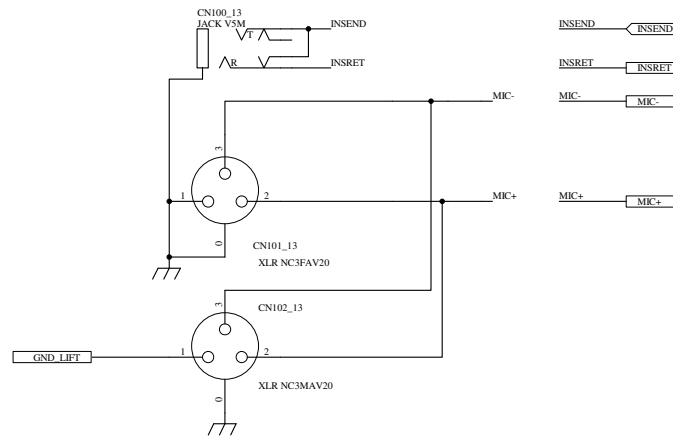 CN100_13
JACK V5M
T
INSEND
INSEND
INSEND
R
INSRET
INSRET
INSRET
MIC-
MIC-
MIC-
3
1
2
MIC+
MIC+
MIC+
0
CN101_13
XLR NC3FAV20
3
CN102_13
GND_LIFT
1
2
0
XLR NC3MAV20